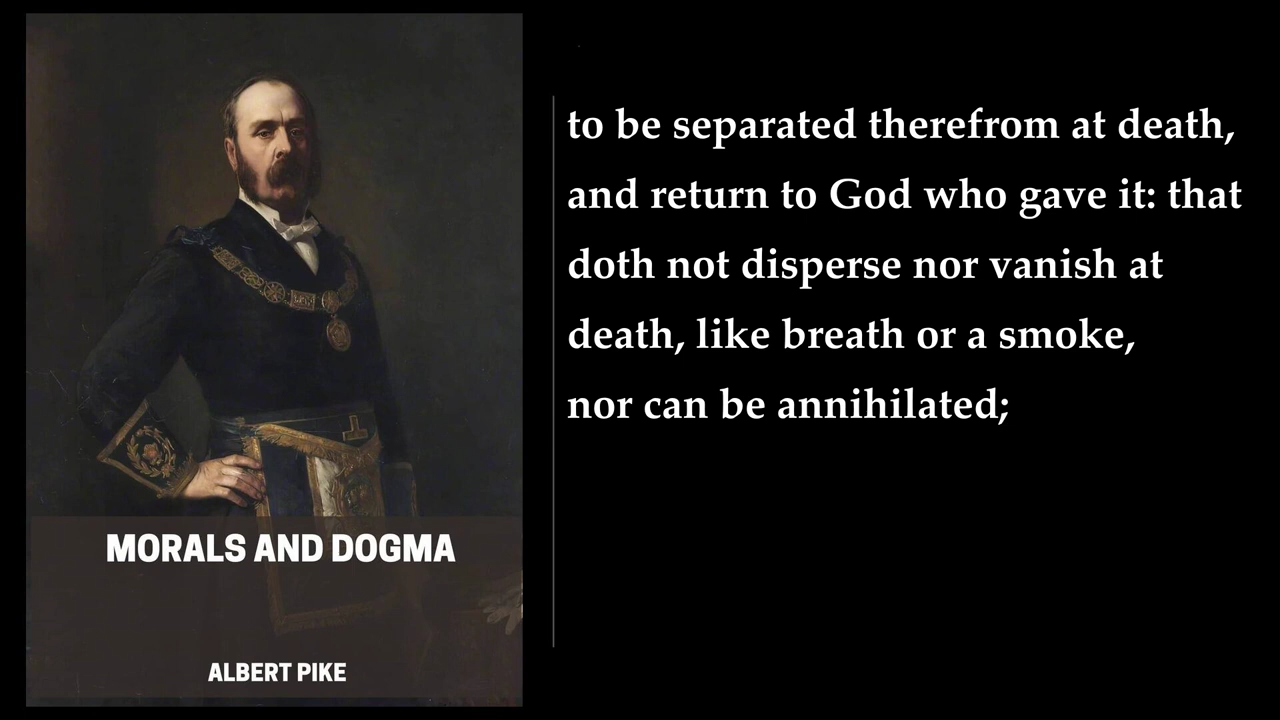 MORALS AND DOGMA
ALBERT PIKE
to be separated therefrom at death,
and return to God who gave it: that
doth not disperse nor vanish at
death, like breath or a smoke,
nor can be annihilated;